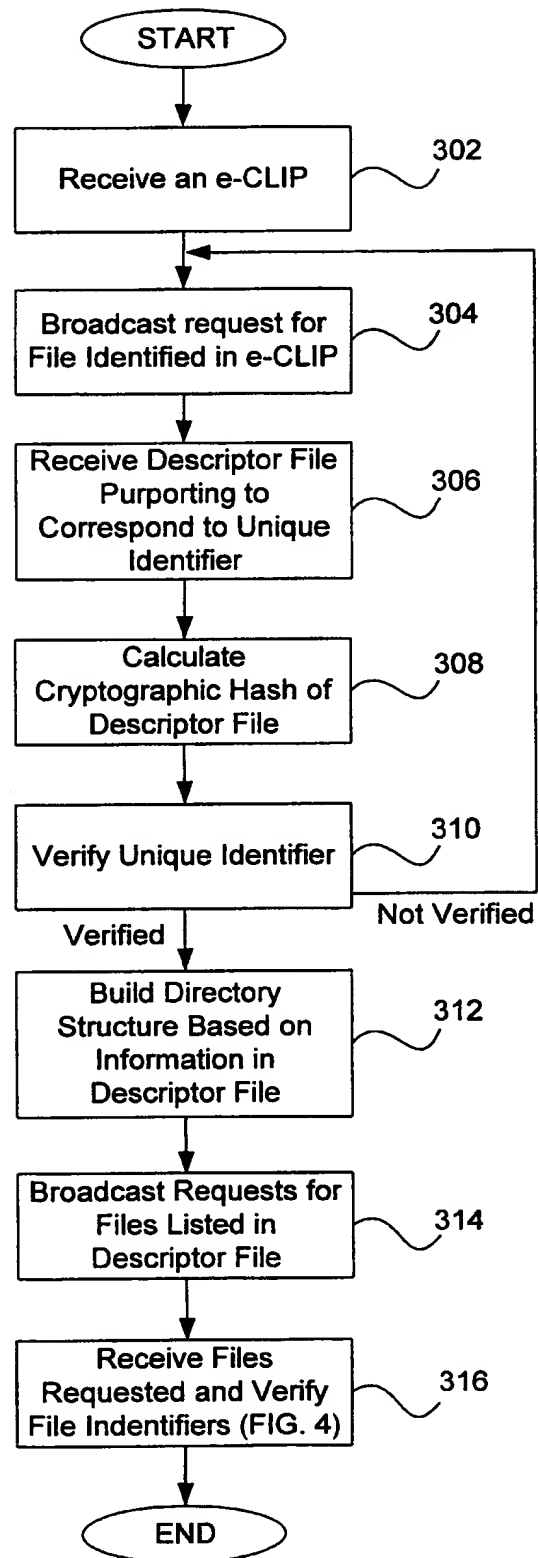 START
Receive an e-CLIP
302
Broadcast request for
File Identified in e-CLIP
304
Receive Descriptor File
Purporting to
Correspond to Unique
Identifier
306
Calculate
Cryptographic Hash of
Descriptor File
308
Verify Unique Identifier
310
Not Verified
Verified
Build Directory
Structure Based on
Information in
Descriptor File
312
Broadcast Requests for
Files Listed in
Descriptor File
314
Receive Files
Requested and Verify
File Indentifiers (FIG. 4)
316
END